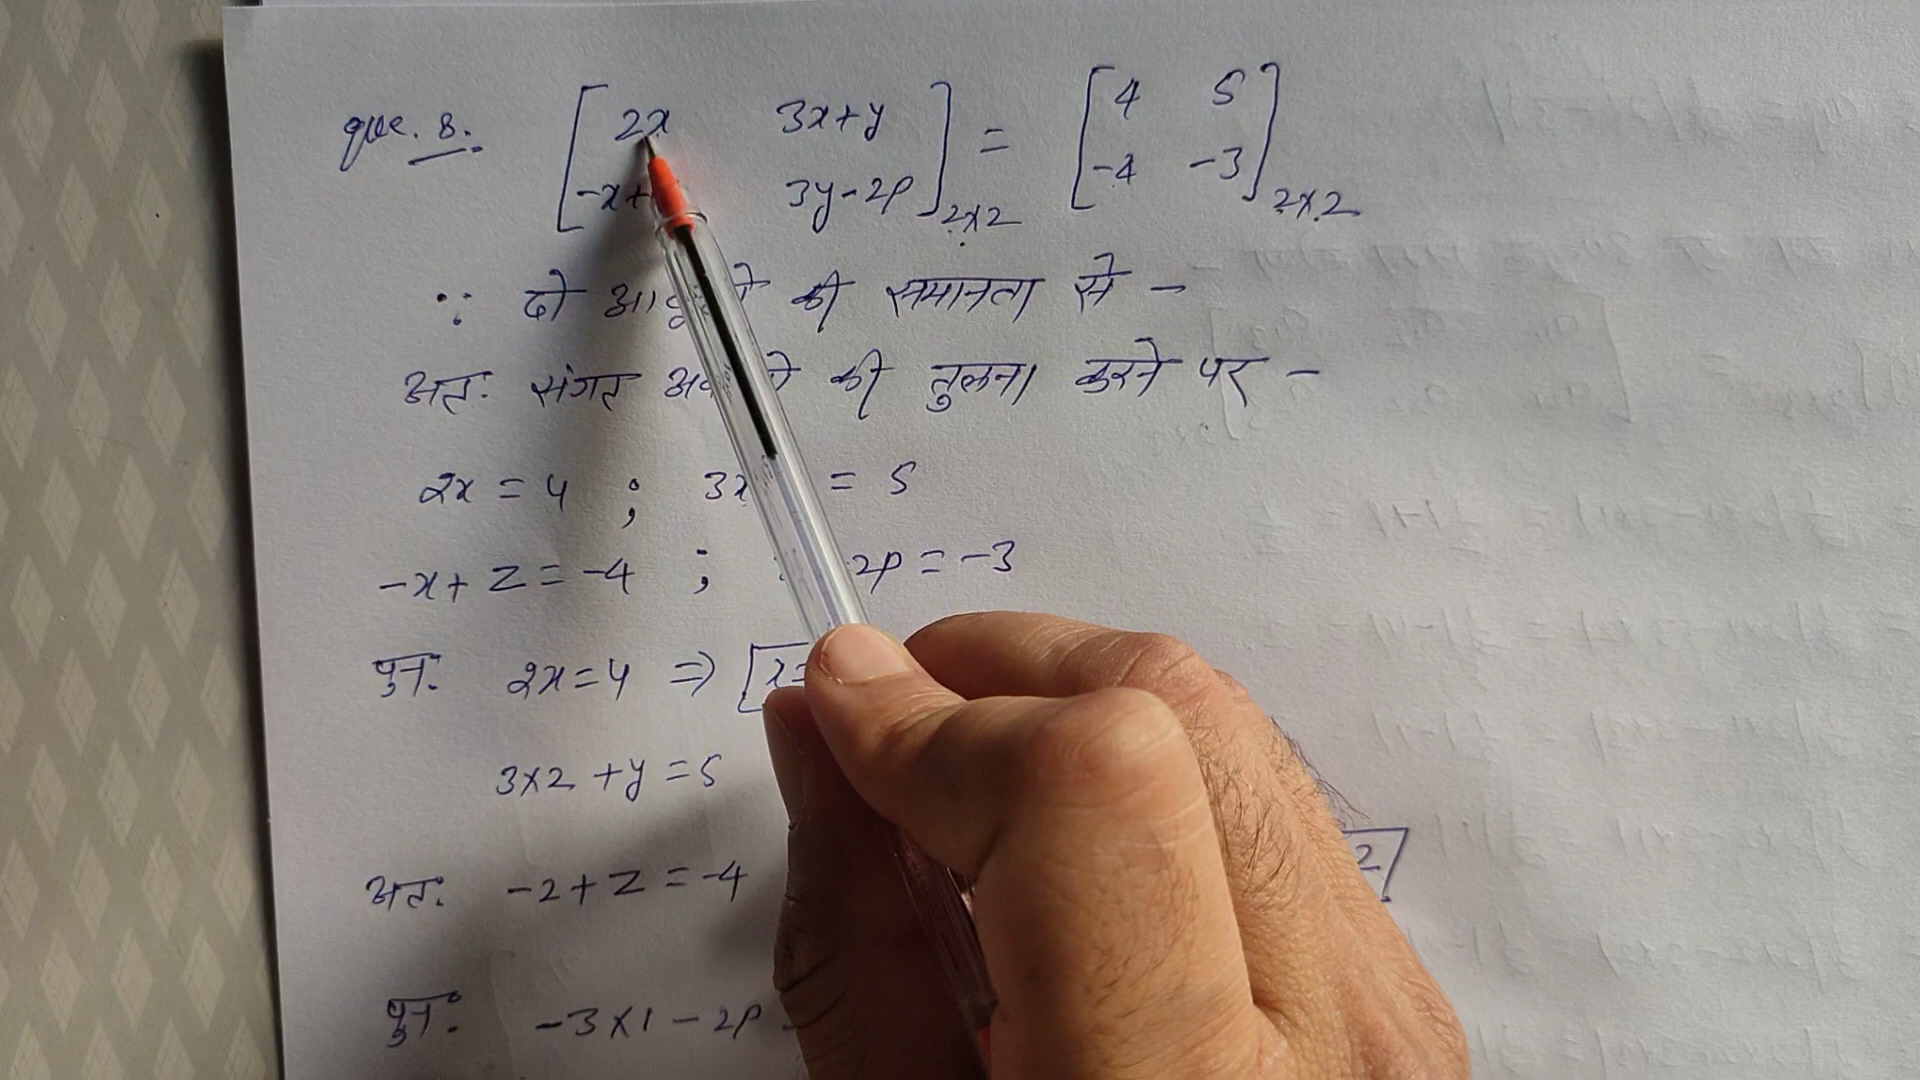 que. 8. [ 2x 3x+y ] = [ 4 5 ]
-x+ 3y-2p 2x2 -4 -3 2x2
∵ दो की समानता से -
अतः संगत की तुलना करने पर -
2x = 4 ; 3x = 5
-x+z=-4 ; 2p=-3
पुनः 2x=4 ⇒ x=
3x2 +y=5
अतः -2+z=-4 2
पुनः -3x1-2p